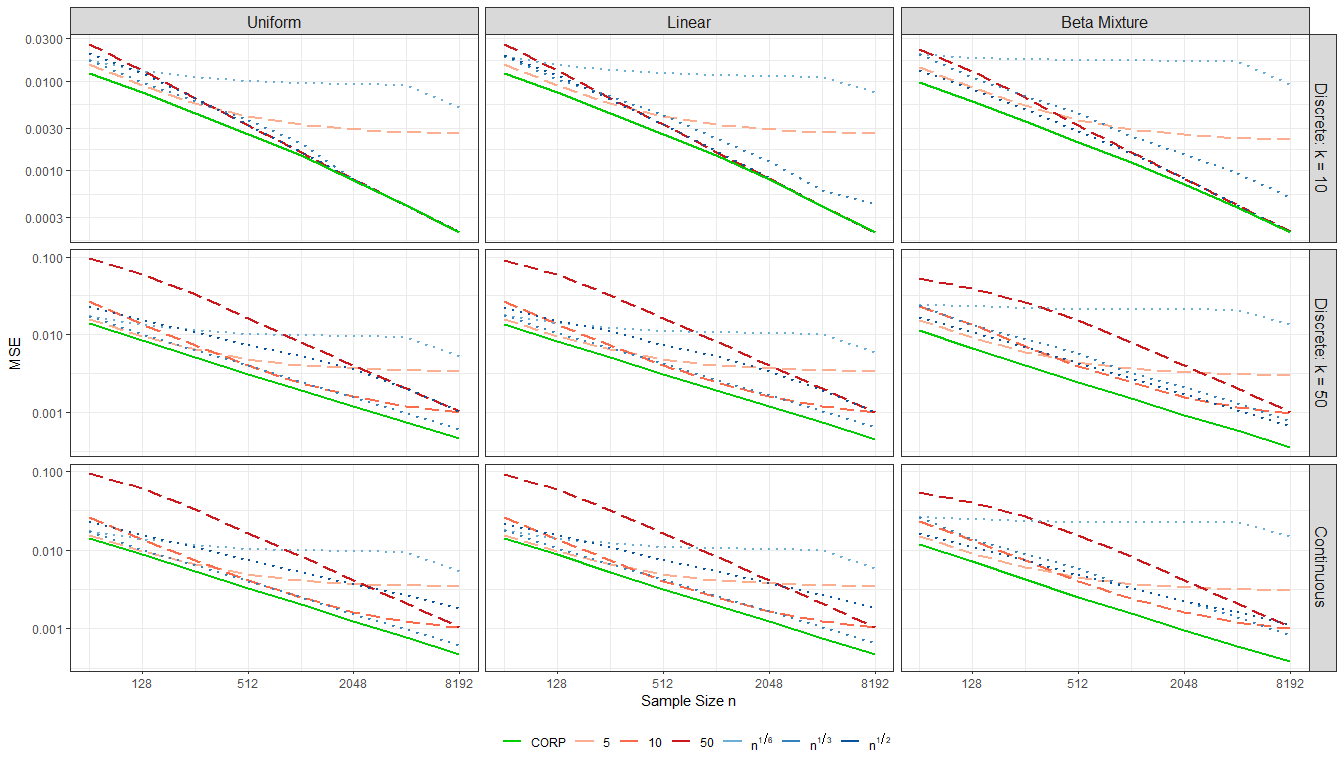 Uniform Linear Beta Mixture
0.0300
0.0100
0.0030
0.0010
0.0003
Discrete: k = 10
0.100
0.010
0.001
Discrete: k = 50
MSE
0.100
0.010
0.001
Continuous
128 512 2048 8192 128 512 2048 8192 128 512 2048 8192
Sample Size n
CORP 5 10 50 n^1/6 n^1/3 n^1/2